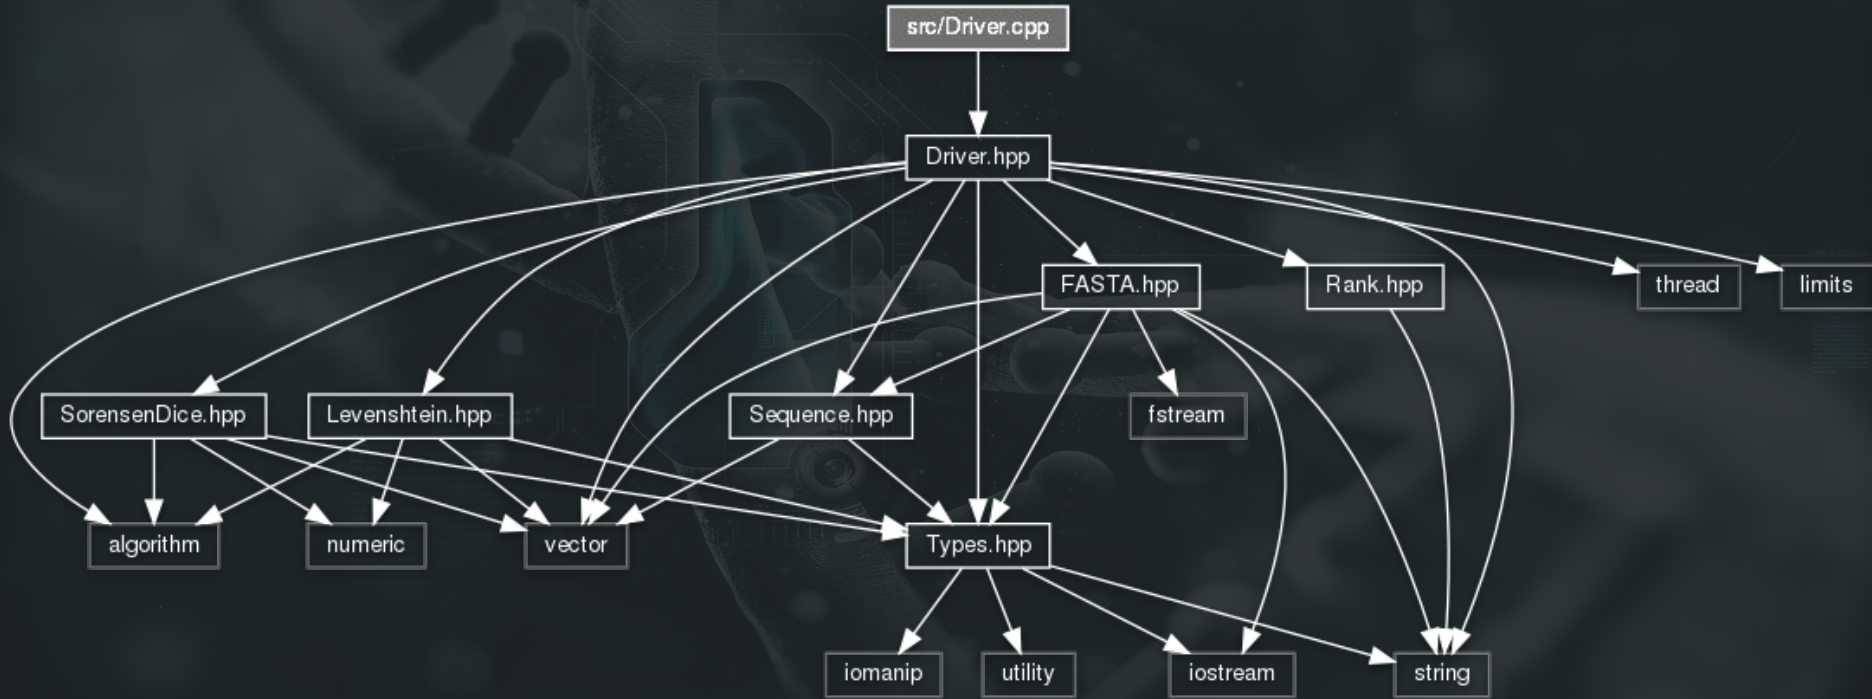 src/Driver.cpp
Driver.hpp
FASTA.hpp
Rank.hpp
thread
limits
SorensenDice.hpp
Levenshtein.hpp
Sequence.hpp
fstream
algorithm
numeric
vector
Types.hpp
iomanip
utility
iostream
string